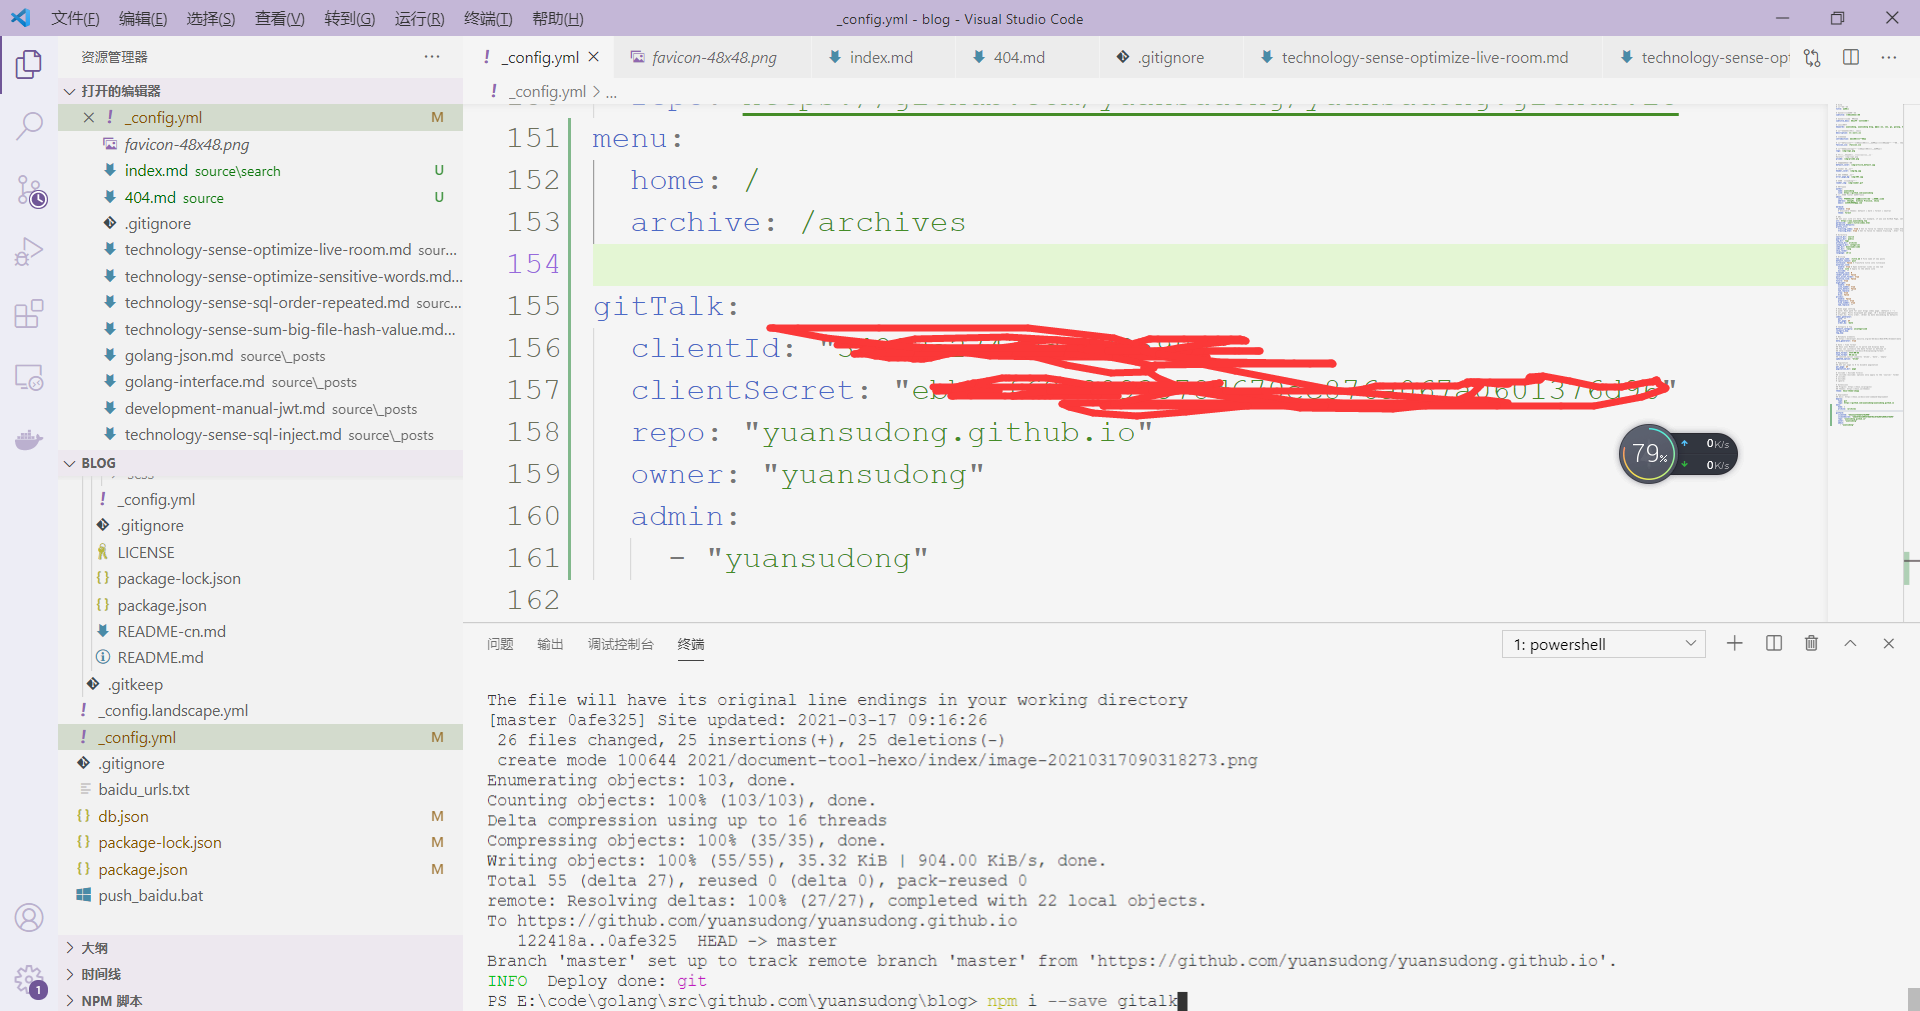 文件(F) 编辑(E) 选择(S) 查看(V) 转到(G) 运行(R) 终端(T) 帮助(H)
_config.yml - blog - Visual Studio Code
资源管理器
打开的编辑器
_config.yml M
favicon-48x48.png
index.md source\search U
404.md source U
.gitignore
technology-sense-optimize-live-room.md sour...
technology-sense-optimize-sensitive-words.md...
technology-sense-sql-order-repeated.md sourc...
technology-sense-sum-big-file-hash-value.md...
golang-json.md source\_posts
golang-interface.md source\_posts
development-manual-jwt.md source\_posts
technology-sense-sql-inject.md source\_posts
BLOG
_config.yml
.gitignore
LICENSE
package-lock.json
package.json
README-cn.md
README.md
.gitkeep
_config.landscape.yml
_config.yml M
.gitignore
baidu_urls.txt
db.json M
package-lock.json M
package.json M
push_baidu.bat
大纲
时间线
NPM 脚本
1
_config.yml favicon-48x48.png index.md 404.md .gitignore technology-sense-optimize-live-room.md technology-sense-opt
_config.yml > ...
151 menu:
152 home: /
153 archive: /archives
154
155 gitTalk:
156 clientId: "
157 clientSecret: "
158 repo: "yuansudong.github.io"
159 owner: "yuansudong"
160 admin:
161 - "yuansudong"
162
79%
0K/s
0K/s
问题 输出 调试控制台 终端
1: powershell
The file will have its original line endings in your working directory
[master 0afe325] Site updated: 2021-03-17 09:16:26
26 files changed, 25 insertions(+), 25 deletions(-)
create mode 100644 2021/document-tool-hexo/index/image-20210317090318273.png
Enumerating objects: 103, done.
Counting objects: 100% (103/103), done.
Delta compression using up to 16 threads
Compressing objects: 100% (35/35), done.
Writing objects: 100% (55/55), 35.32 KiB | 904.00 KiB/s, done.
Total 55 (delta 27), reused 0 (delta 0), pack-reused 0
remote: Resolving deltas: 100% (27/27), completed with 22 local objects.
To https://github.com/yuansudong/yuansudong.github.io
122418a..0afe325 HEAD -> master
Branch 'master' set up to track remote branch 'master' from 'https://github.com/yuansudong/yuansudong.github.io'.
INFO Deploy done: git
PS E:\code\golang\src\github.com\yuansudong\blog> npm i --save gitalk